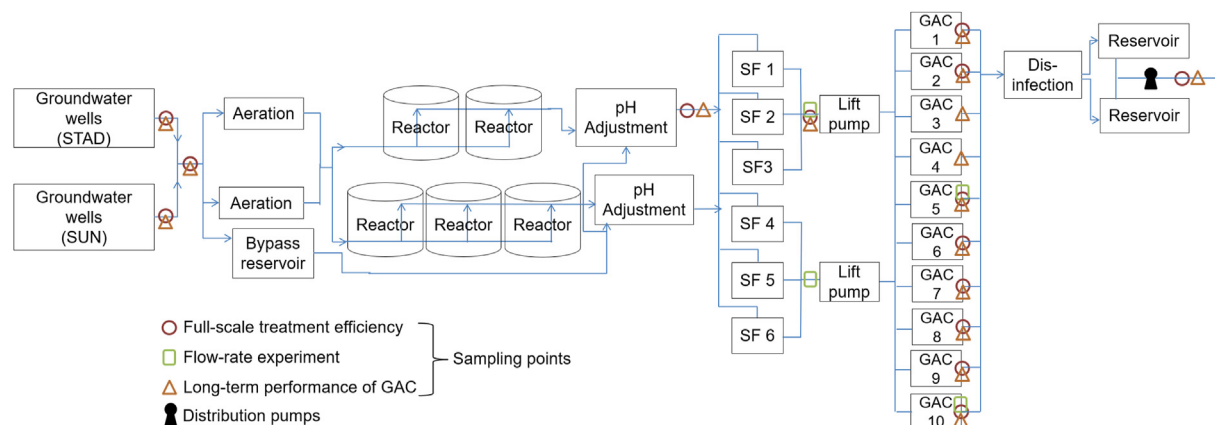 Groundwater
wells
(STAD)
Groundwater
wells
(SUN)
Aeration
Aeration
Bypass
reservoir
Reactor
Reactor
Reactor
Reactor
Reactor
pH
Adjustment
pH
Adjustment
SF 1
SF 2
SF3
SF 4
SF 5
SF 6
Lift
pump
Lift
pump
GAC
1
GAC
2
GAC
3
GAC
4
GAC
5
GAC
6
GAC
7
GAC
8
GAC
9
GAC
10
Dis-
infection
Reservoir
Reservoir
Full-scale treatment efficiency
Flow-rate experiment
Long-term performance of GAC
Sampling points
Distribution pumps